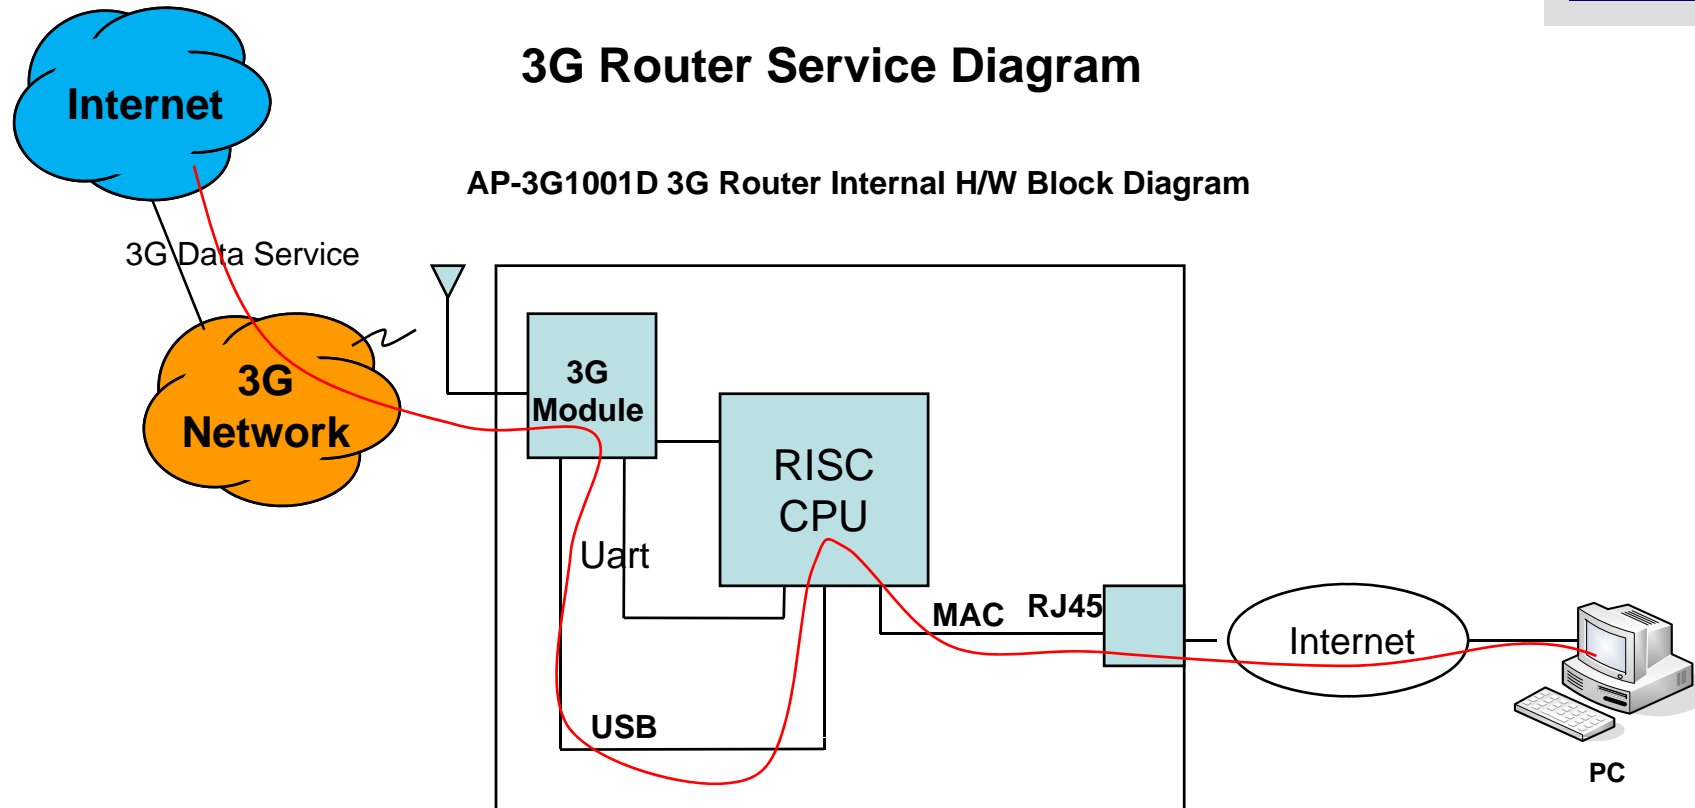 3G Router Service Diagram
Internet
AP-3G1001D 3G Router Internal H/W Block Diagram
3G Data Service
3G
Network
3G
Module
RISC
CPU
Uart
MAC
RJ45
Internet
USB
PC